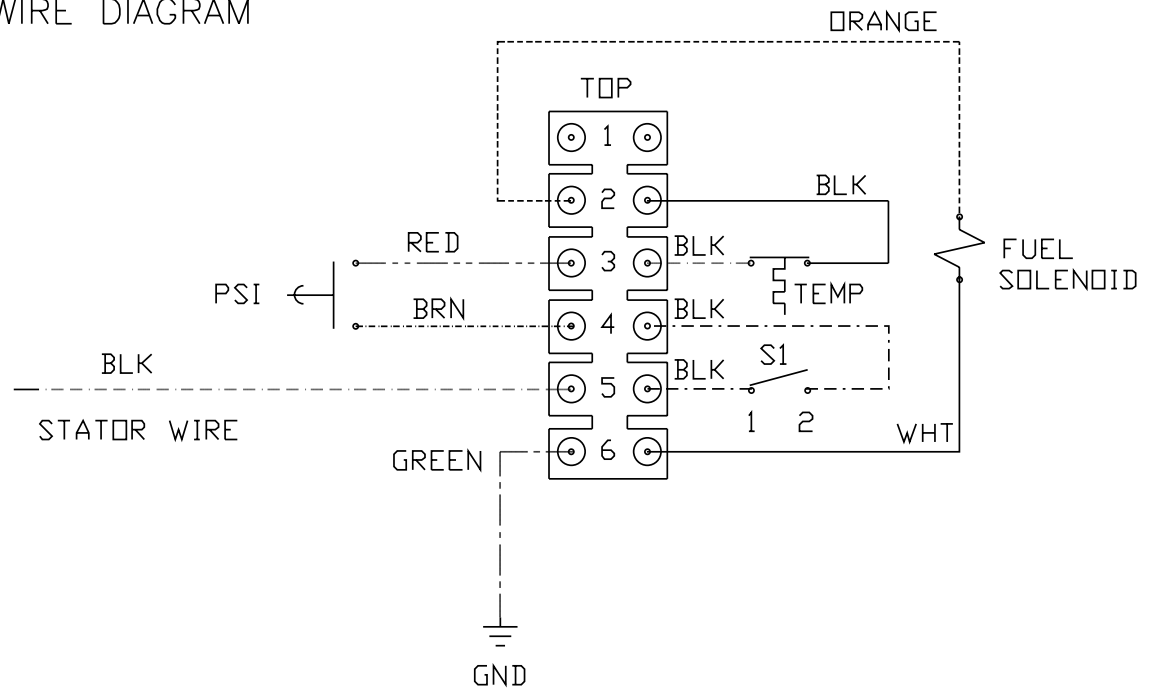 WIRE DIAGRAM
ORANGE
TOP
1
2
BLK
RED
3
BLK
FUEL
SOLENOID
PSI
TEMP
BRN
4
BLK
BLK
5
BLK
S1
1 2
STATOR WIRE
WHT
GREEN
6
GND